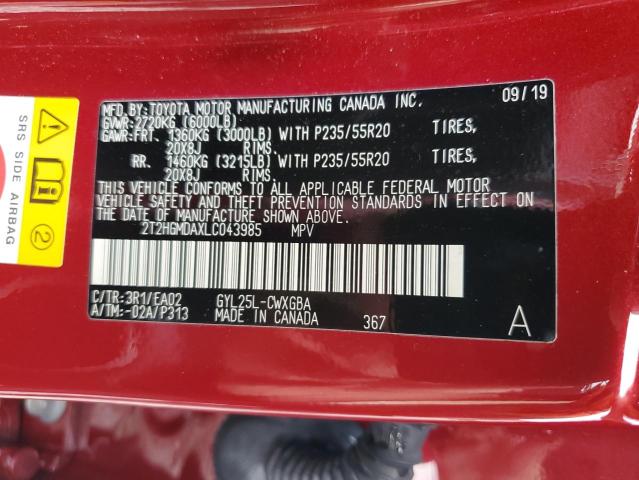 SRS SIDE AIRBAG
2
MFD.BY: TOYOTA MOTOR MANUFACTURING CANADA INC. 09/19
GVWR: 2720KG (6000LB)
GAWR: FRT. 1360KG (3000LB) WITH P235/55R20 TIRES,
20X8J RIMS.
RR. 1460KG (3215LB) WITH P235/55R20 TIRES,
20X8J RIMS.
THIS VEHICLE CONFORMS TO ALL APPLICABLE FEDERAL MOTOR
VEHICLE SAFETY AND THEFT PREVENTION STANDARDS IN EFFECT ON
THE DATE OF MANUFACTURE SHOWN ABOVE.
2T2HGMDAXLC043985 MPV
C/TR: 3R1/EA02 GYL25L-CWXGBA
A/TM: -02A/P313 MADE IN CANADA 367 A